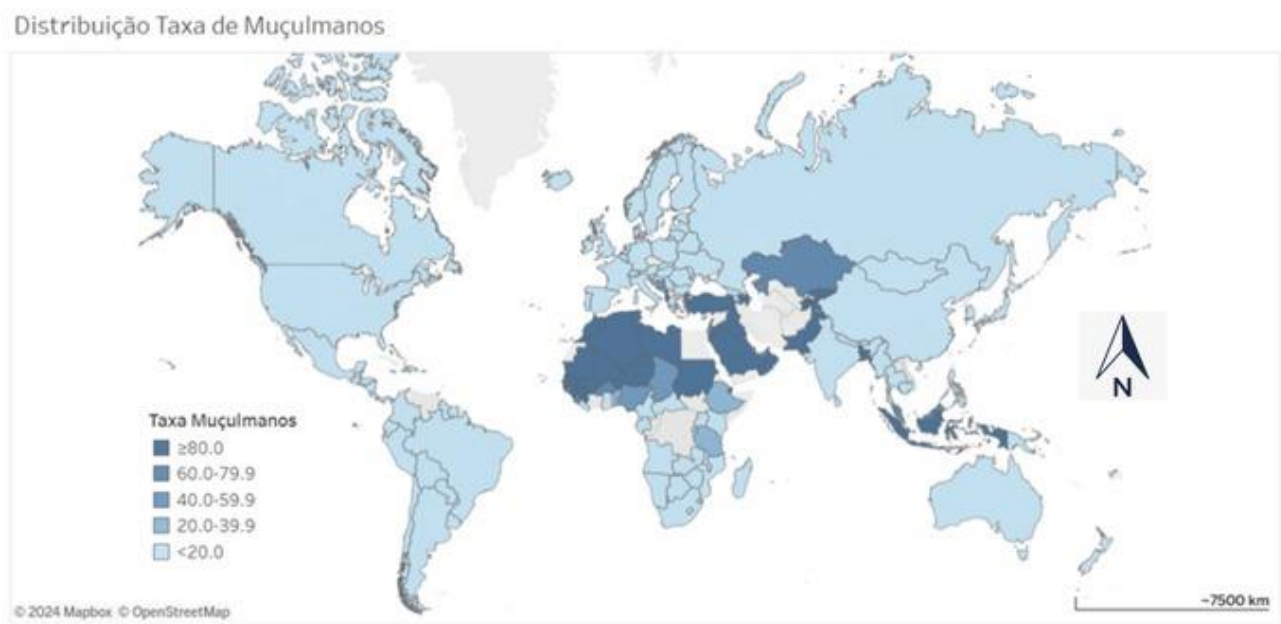 Distribuição Taxa de Muçulmanos
N
Taxa Muçulmanos
≥80.0
60.0-79.9
40.0-59.9
20.0-39.9
<20.0
© 2024 Mapbox © OpenStreetMap
~7500 km